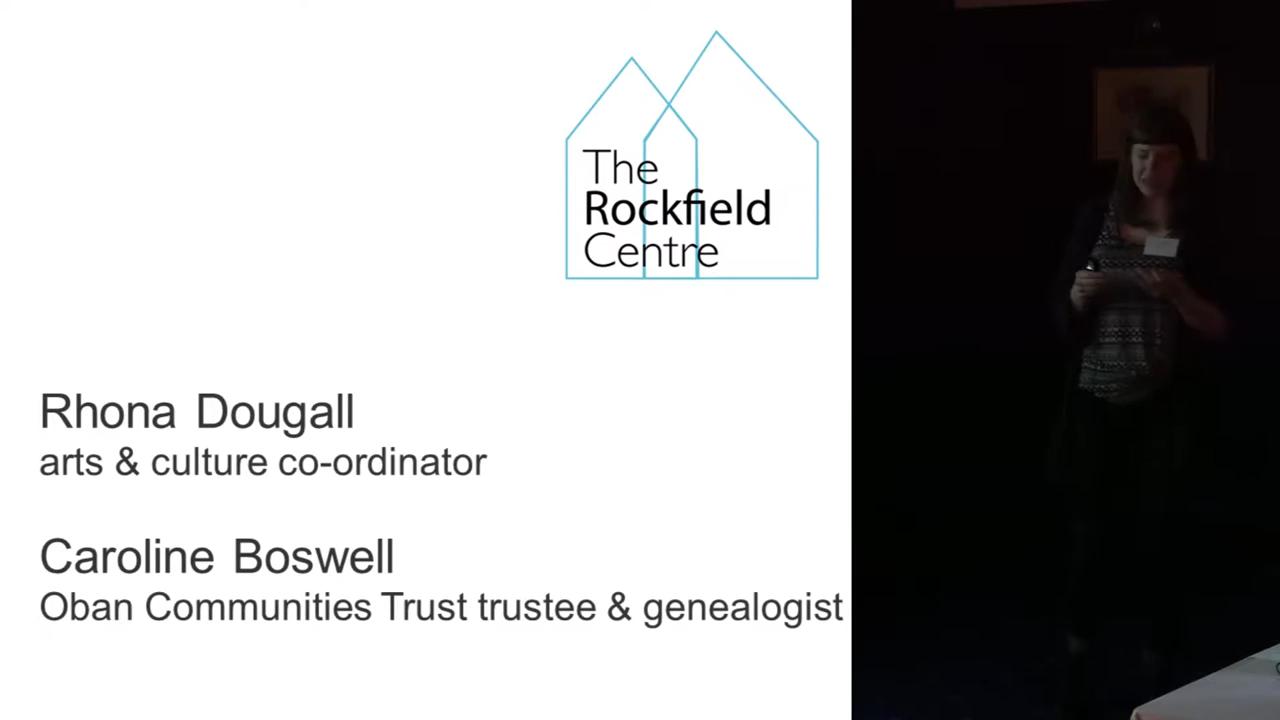 The
Rockfield
Centre
Rhona Dougall
arts & culture co-ordinator
Caroline Boswell
Oban Communities Trust trustee & genealogist